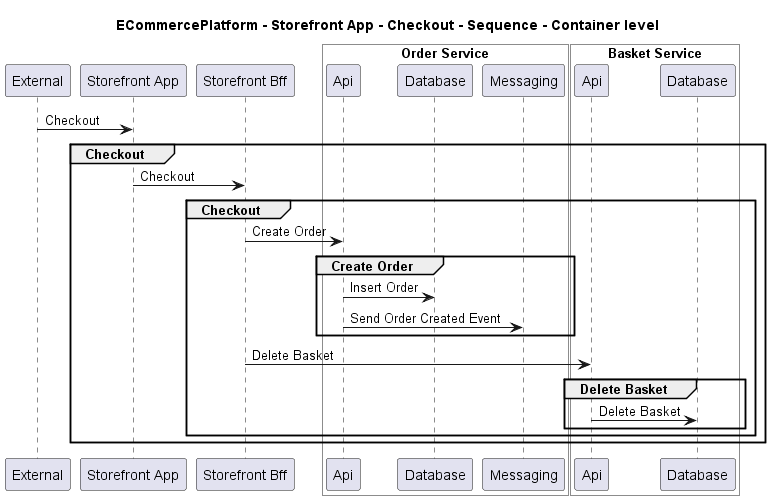 ECommercePlatform - Storefront App - Checkout - Sequence - Container level
Order Service
Basket Service
External
Storefront App
Storefront Bff
Api
Database
Messaging
Api
Database
Checkout
Checkout
Checkout
Checkout
Create Order
Create Order
Insert Order
Send Order Created Event
Delete Basket
Delete Basket
Delete Basket
External
Storefront App
Storefront Bff
Api
Database
Messaging
Api
Database